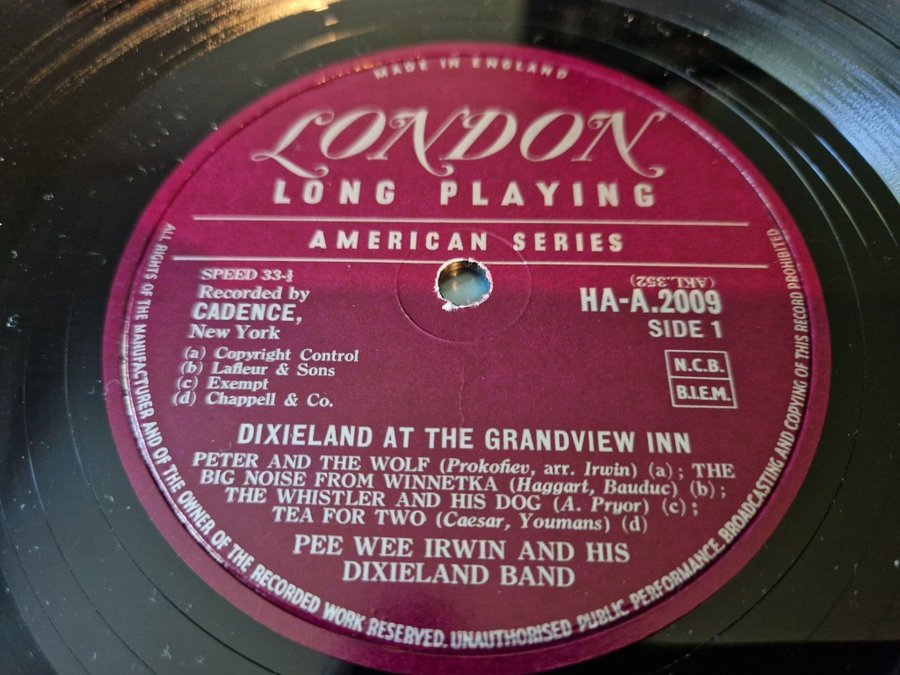 MADE IN ENGLAND
LONDON
LONG PLAYING
AMERICAN SERIES
SPEED 33-⅓
Recorded by
CADENCE,
New York
(a) Copyright Control
(b) Lafleur & Sons
(c) Exempt
(d) Chappell & Co.
(AKL.352)
HA-A.2009
SIDE 1
N.C.B.
B.I.E.M.
DIXIELAND AT THE GRANDVIEW INN
PETER AND THE WOLF (Prokofiev, arr. Irwin) (a); THE
BIG NOISE FROM WINNETKA (Haggart, Bauduc) (b);
THE WHISTLER AND HIS DOG (A. Pryor) (c);
TEA FOR TWO (Caesar, Youmans) (d)
PEE WEE IRWIN AND HIS
DIXIELAND BAND
ALL RIGHTS OF THE MANUFACTURER AND OF THE OWNER OF THE RECORDED WORK RESERVED. UNAUTHORISED PUBLIC PERFORMANCE, BROADCASTING AND COPYING OF THIS RECORD PROHIBITED